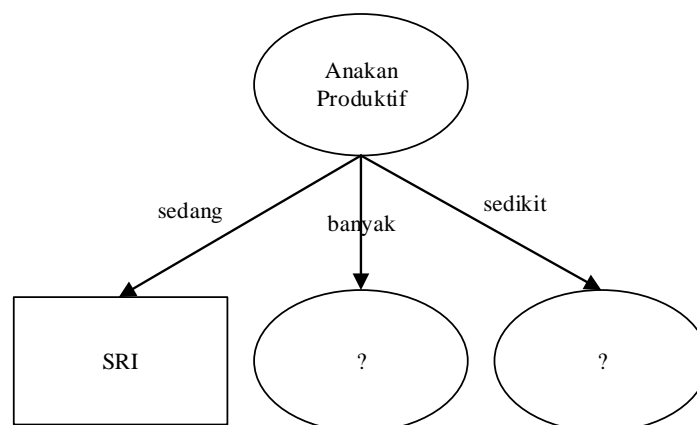 Anakan
Produktif
sedang
banyak
sedikit
SRI
?
?